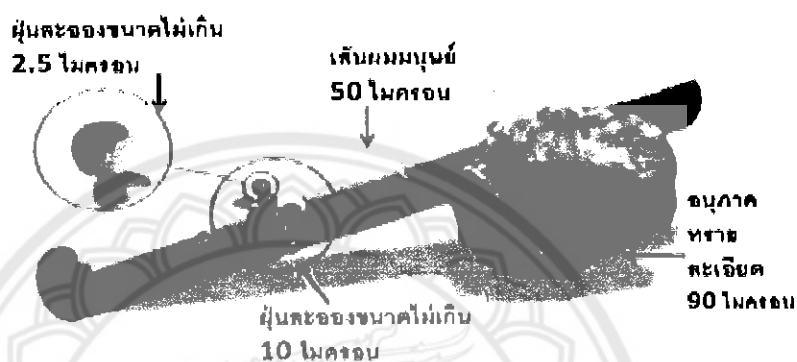 ฝุ่นละอองขนาดไม่เกิน
2.5 ไมครอน
เส้นผมมนุษย์
50 ไมครอน
อนุภาค
ทราย
ละเอียด
90 ไมครอน
ฝุ่นละอองขนาดไม่เกิน
10 ไมครอน